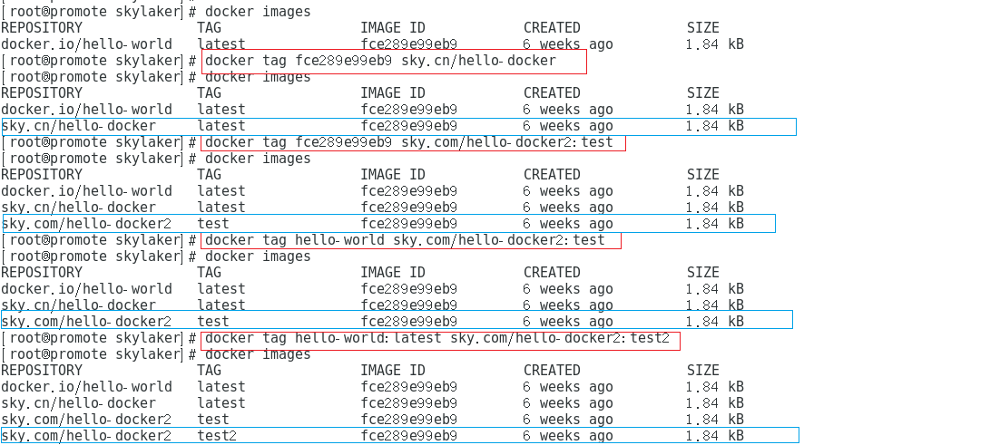 [root@promote skylaker]# docker images
REPOSITORY TAG IMAGE ID CREATED SIZE
docker.io/hello-world latest fce289e99eb9 6 weeks ago 1.84 kB
[root@promote skylaker]# docker tag fce289e99eb9 sky.cn/hello-docker
[root@promote skylaker]# docker images
REPOSITORY TAG IMAGE ID CREATED SIZE
docker.io/hello-world latest fce289e99eb9 6 weeks ago 1.84 kB
sky.cn/hello-docker latest fce289e99eb9 6 weeks ago 1.84 kB
[root@promote skylaker]# docker tag fce289e99eb9 sky.com/hello-docker2:test
[root@promote skylaker]# docker images
REPOSITORY TAG IMAGE ID CREATED SIZE
docker.io/hello-world latest fce289e99eb9 6 weeks ago 1.84 kB
sky.cn/hello-docker latest fce289e99eb9 6 weeks ago 1.84 kB
sky.com/hello-docker2 test fce289e99eb9 6 weeks ago 1.84 kB
[root@promote skylaker]# docker tag hello-world sky.com/hello-docker2:test
[root@promote skylaker]# docker images
REPOSITORY TAG IMAGE ID CREATED SIZE
docker.io/hello-world latest fce289e99eb9 6 weeks ago 1.84 kB
sky.cn/hello-docker latest fce289e99eb9 6 weeks ago 1.84 kB
sky.com/hello-docker2 test fce289e99eb9 6 weeks ago 1.84 kB
[root@promote skylaker]# docker tag hello-world:latest sky.com/hello-docker2:test2
[root@promote skylaker]# docker images
REPOSITORY TAG IMAGE ID CREATED SIZE
docker.io/hello-world latest fce289e99eb9 6 weeks ago 1.84 kB
sky.cn/hello-docker latest fce289e99eb9 6 weeks ago 1.84 kB
sky.com/hello-docker2 test fce289e99eb9 6 weeks ago 1.84 kB
sky.com/hello-docker2 test2 fce289e99eb9 6 weeks ago 1.84 kB